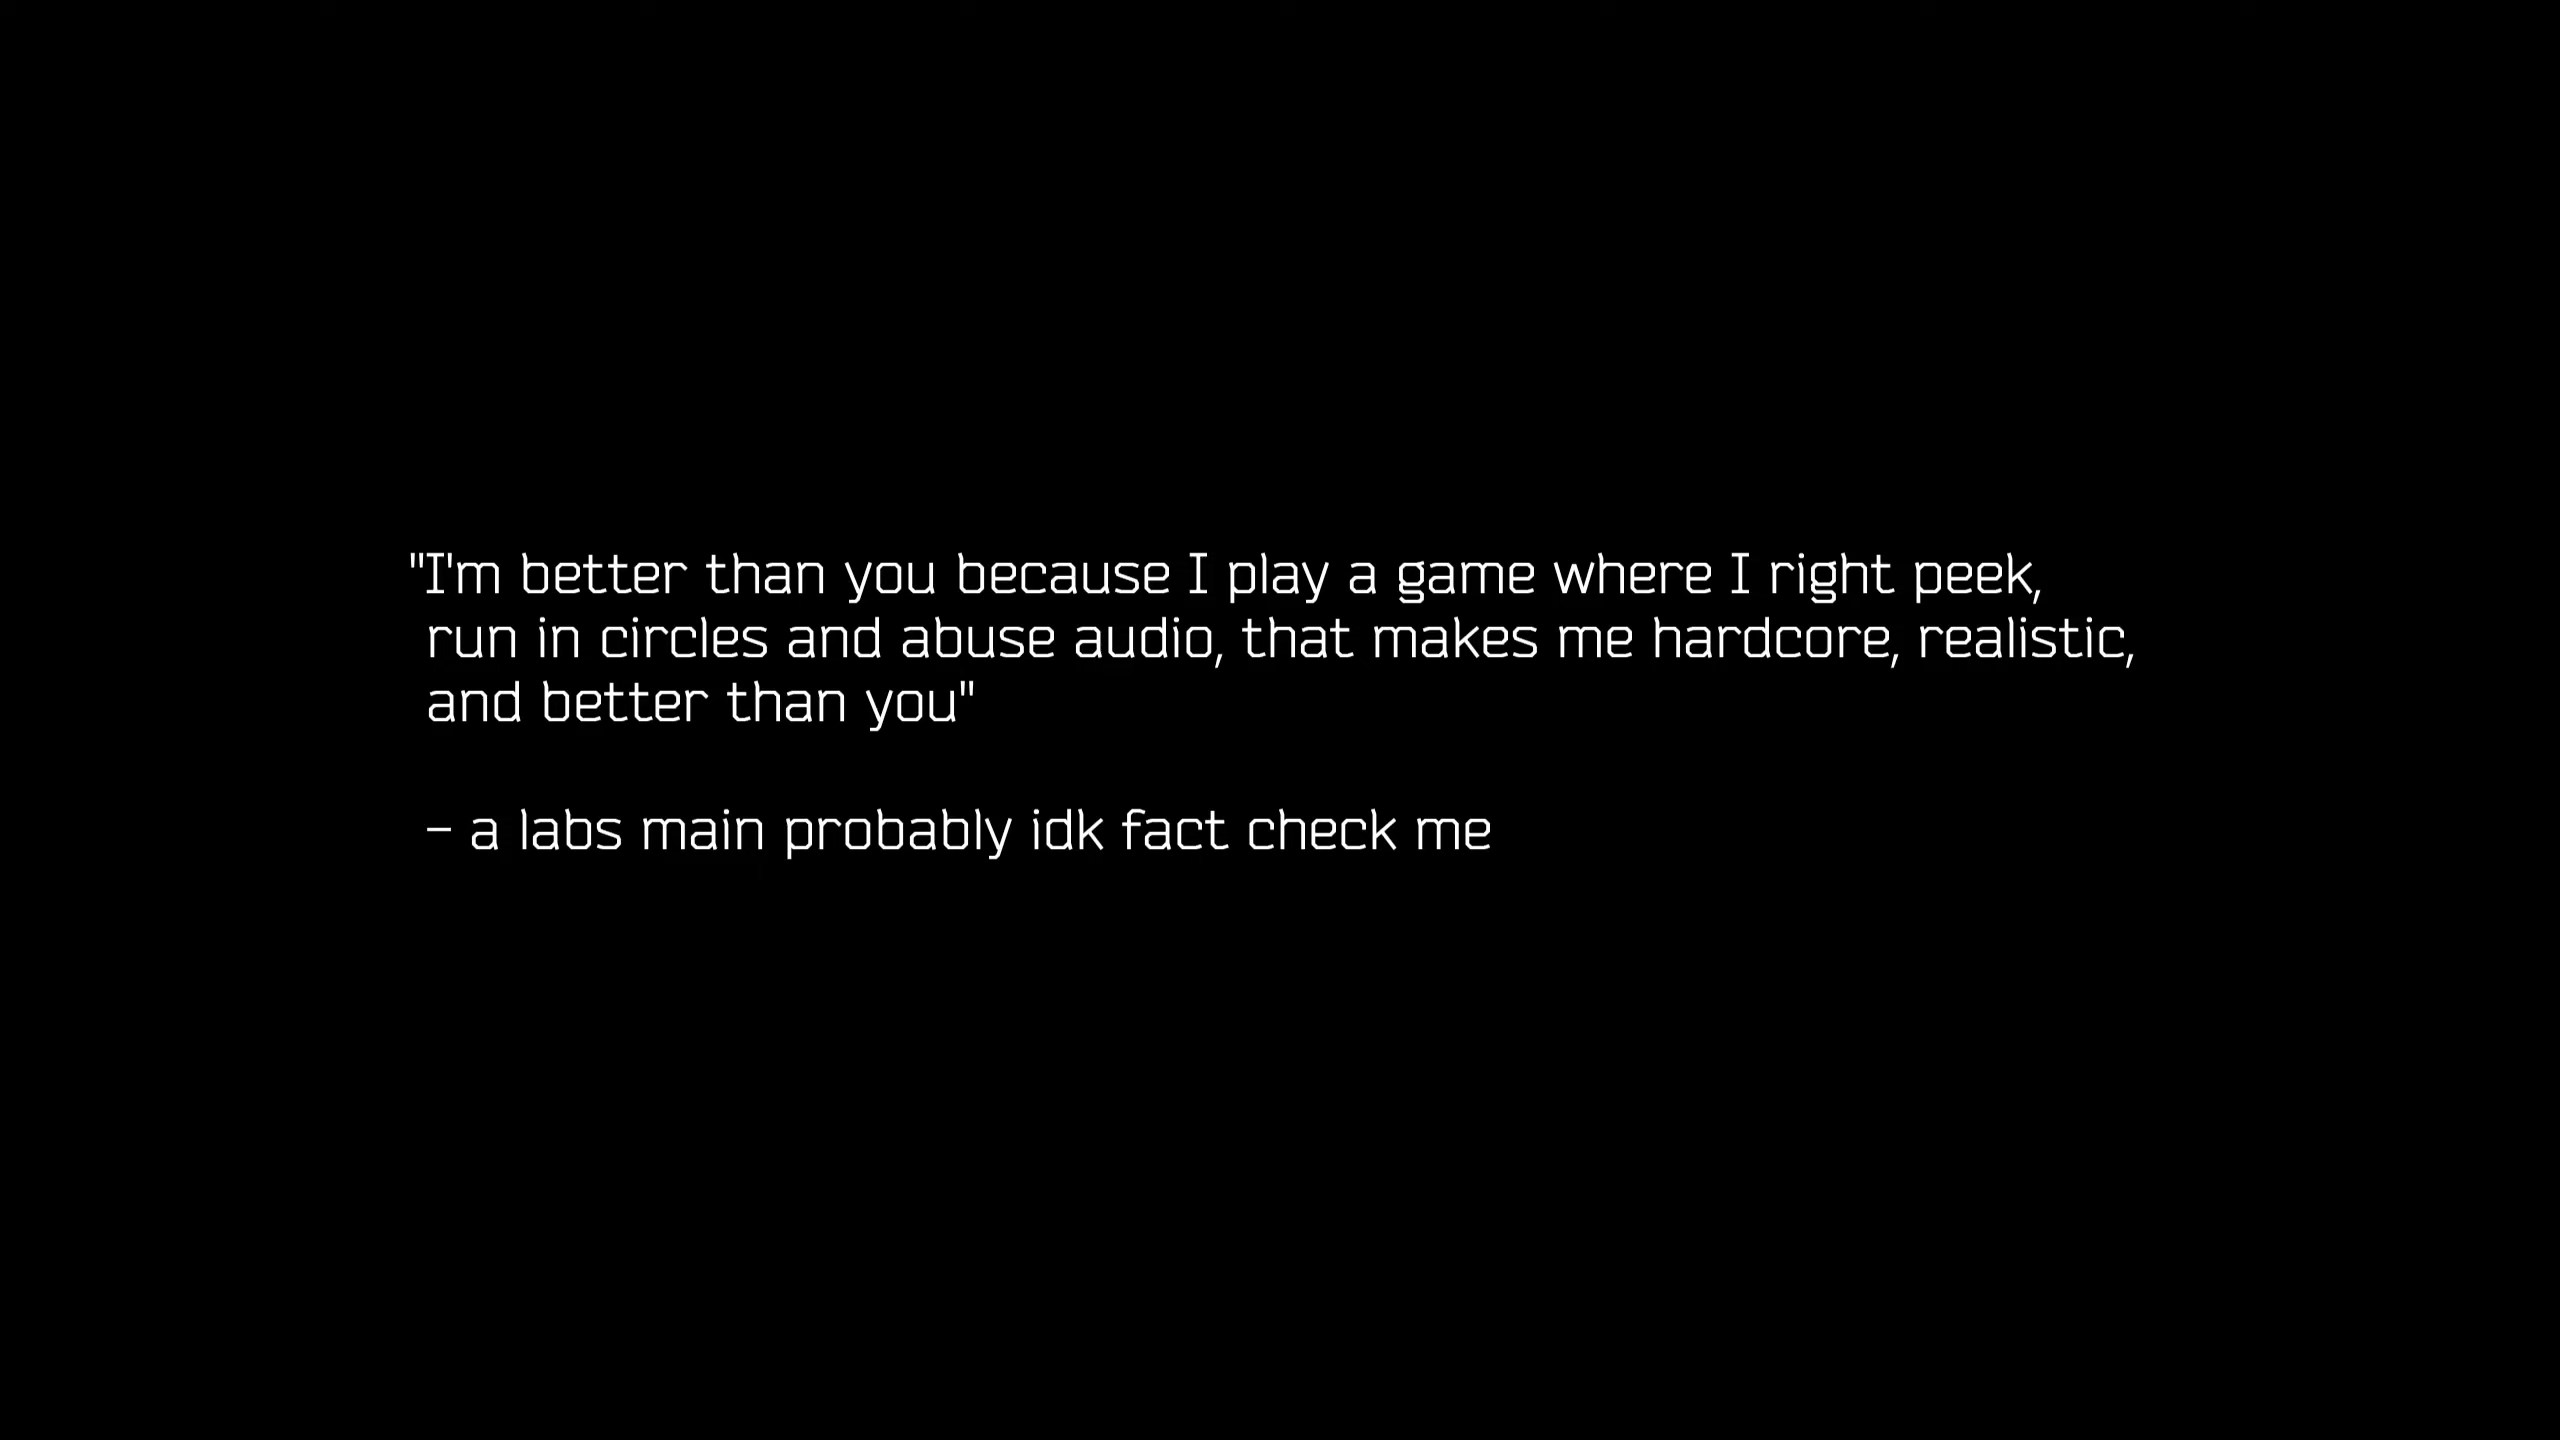 "I'm better than you because I play a game where I right peek,
run in circles and abuse audio, that makes me hardcore, realistic,
and better than you"
- a labs main probably idk fact check me